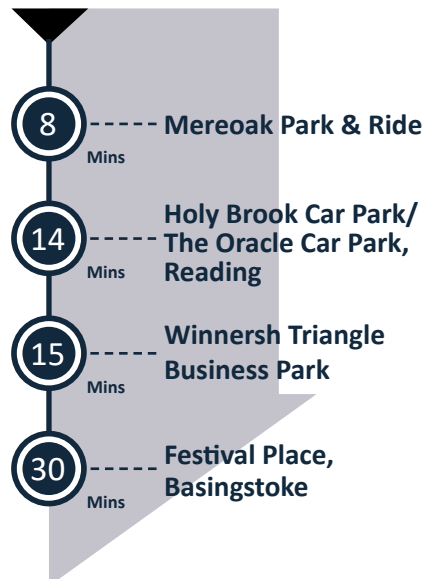 8
Mins
Mereoak Park & Ride
14
Mins
Holy Brook Car Park/
The Oracle Car Park,
Reading
15
Mins
Winnersh Triangle
Business Park
30
Mins
Festival Place,
Basingstoke